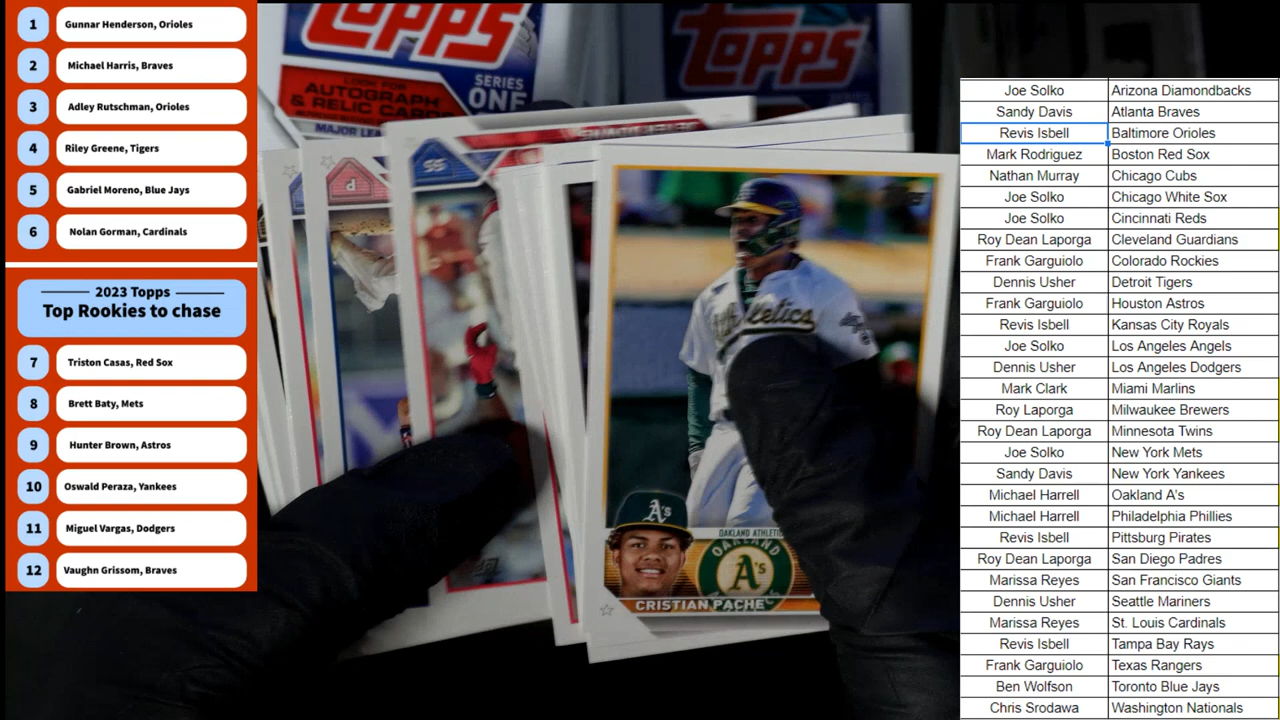 1 Gunnar Henderson, Orioles
2 Michael Harris, Braves
3 Adley Rutschman, Orioles
4 Riley Greene, Tigers
5 Gabriel Moreno, Blue Jays
6 Nolan Gorman, Cardinals
2023 Topps
Top Rookies to chase
7 Triston Casas, Red Sox
8 Brett Baty, Mets
9 Hunter Brown, Astros
10 Oswald Peraza, Yankees
11 Miguel Vargas, Dodgers
12 Vaughn Grissom, Braves
TOPPS
LOOK FOR
AUTOGRAPH
& RELIC CARDS
SERIES
ONE
MAJOR LEA
TOPPS
SS
P
Athletics
A's
OAKLAND ATHLETIC
OAKLAND
A's
CRISTIAN PACHE
Joe Solko Arizona Diamondbacks
Sandy Davis Atlanta Braves
Revis Isbell Baltimore Orioles
Mark Rodriguez Boston Red Sox
Nathan Murray Chicago Cubs
Joe Solko Chicago White Sox
Joe Solko Cincinnati Reds
Roy Dean Laporga Cleveland Guardians
Frank Garguiolo Colorado Rockies
Dennis Usher Detroit Tigers
Frank Garguiolo Houston Astros
Revis Isbell Kansas City Royals
Joe Solko Los Angeles Angels
Dennis Usher Los Angeles Dodgers
Mark Clark Miami Marlins
Roy Laporga Milwaukee Brewers
Roy Dean Laporga Minnesota Twins
Joe Solko New York Mets
Sandy Davis New York Yankees
Michael Harrell Oakland A's
Michael Harrell Philadelphia Phillies
Revis Isbell Pittsburg Pirates
Roy Dean Laporga San Diego Padres
Marissa Reyes San Francisco Giants
Dennis Usher Seattle Mariners
Marissa Reyes St. Louis Cardinals
Revis Isbell Tampa Bay Rays
Frank Garguiolo Texas Rangers
Ben Wolfson Toronto Blue Jays
Chris Srodawa Washington Nationals